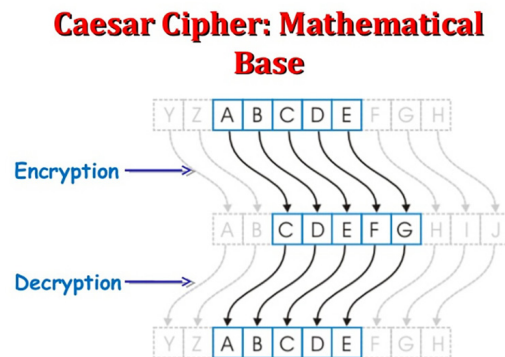 Caesar Cipher: Mathematical
Base
Y Z A B C D E F G H
Encryption
A B C D E F G H I J
Decryption
Y Z A B C D E F G H